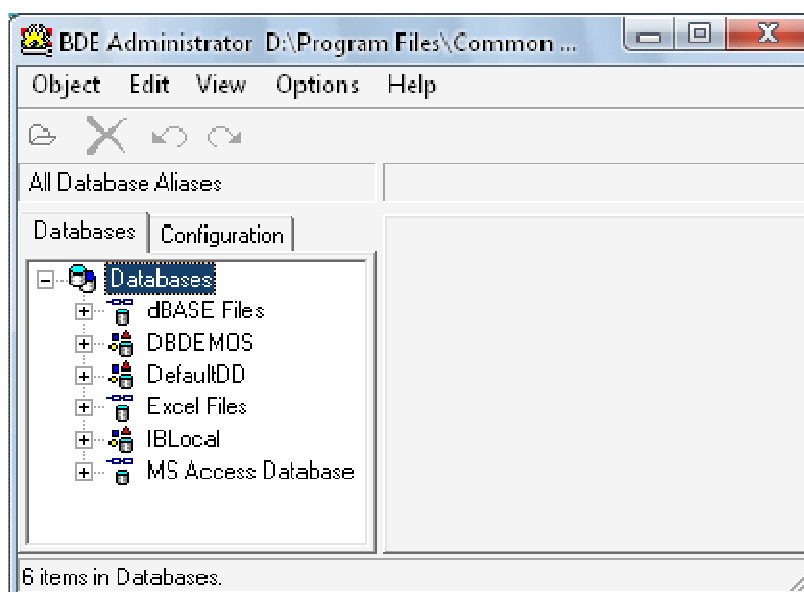 BDE Administrator D:\Program Files\Common ...
Object Edit View Options Help
All Database Aliases
Databases Configuration
Databases
dBASE Files
DBDEMOS
DefaultDD
Excel Files
IBLocal
MS Access Database
6 items in Databases.